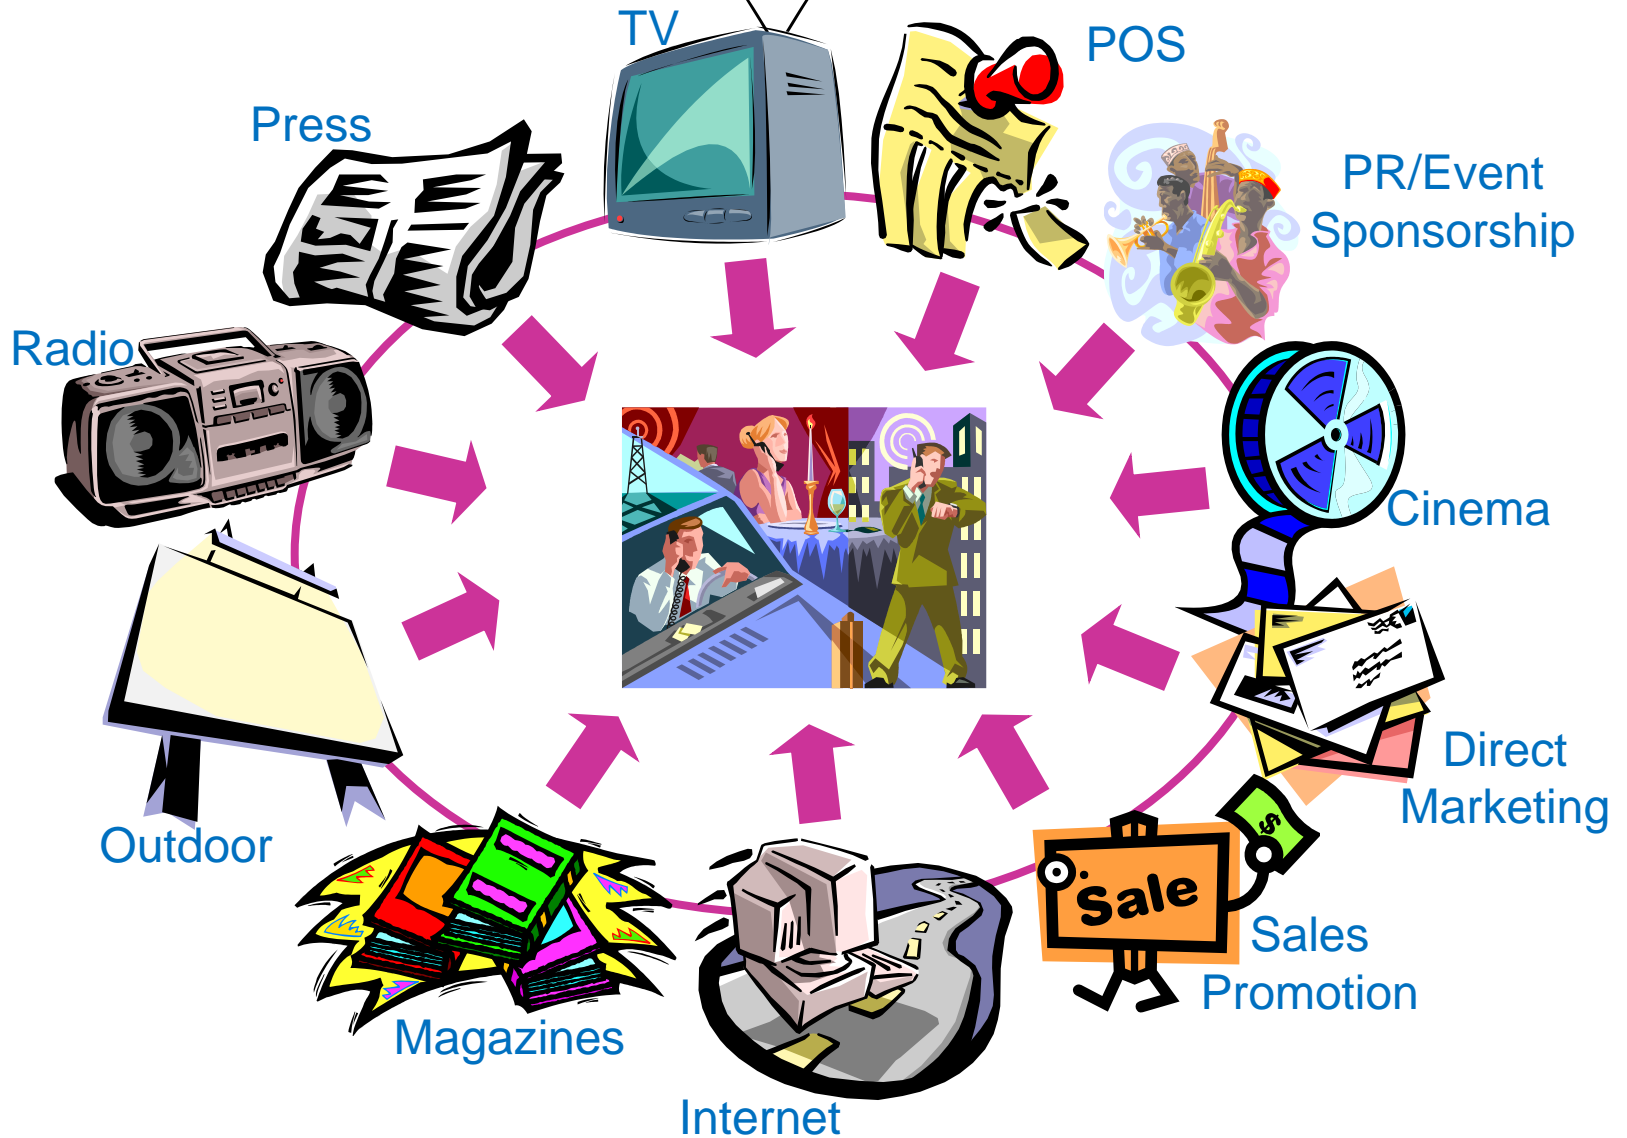 TV
POS
Press
PR/Event
Sponsorship
Radio
Cinema
Direct
Marketing
Outdoor
Sale
$
Sales
Promotion
Magazines
Internet